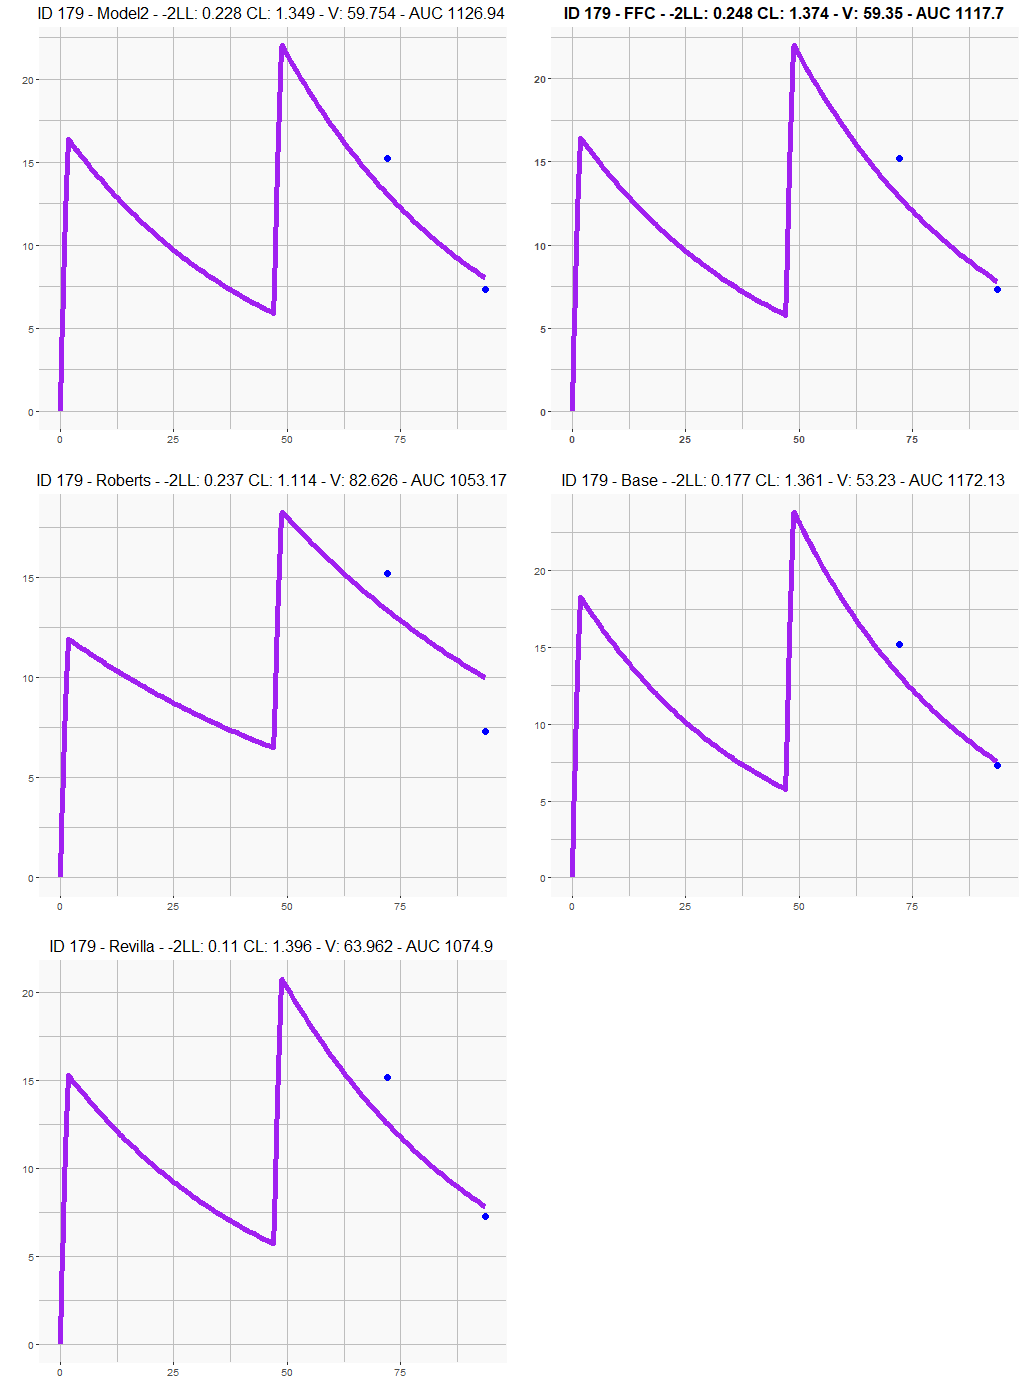 ID 179 - Model2 - -2LL: 0.228 CL: 1.349 - V: 59.754 - AUC 1126.94
20
15
10
5
0
0 25 50 75
ID 179 - FFC - -2LL: 0.248 CL: 1.374 - V: 59.35 - AUC 1117.7
20
15
10
5
0
0 25 50 75
ID 179 - Roberts - -2LL: 0.237 CL: 1.114 - V: 82.626 - AUC 1053.17
15
10
5
0
0 25 50 75
ID 179 - Base - -2LL: 0.177 CL: 1.361 - V: 53.23 - AUC 1172.13
20
15
10
5
0
0 25 50 75
ID 179 - Revilla - -2LL: 0.11 CL: 1.396 - V: 63.962 - AUC 1074.9
20
15
10
5
0
0 25 50 75